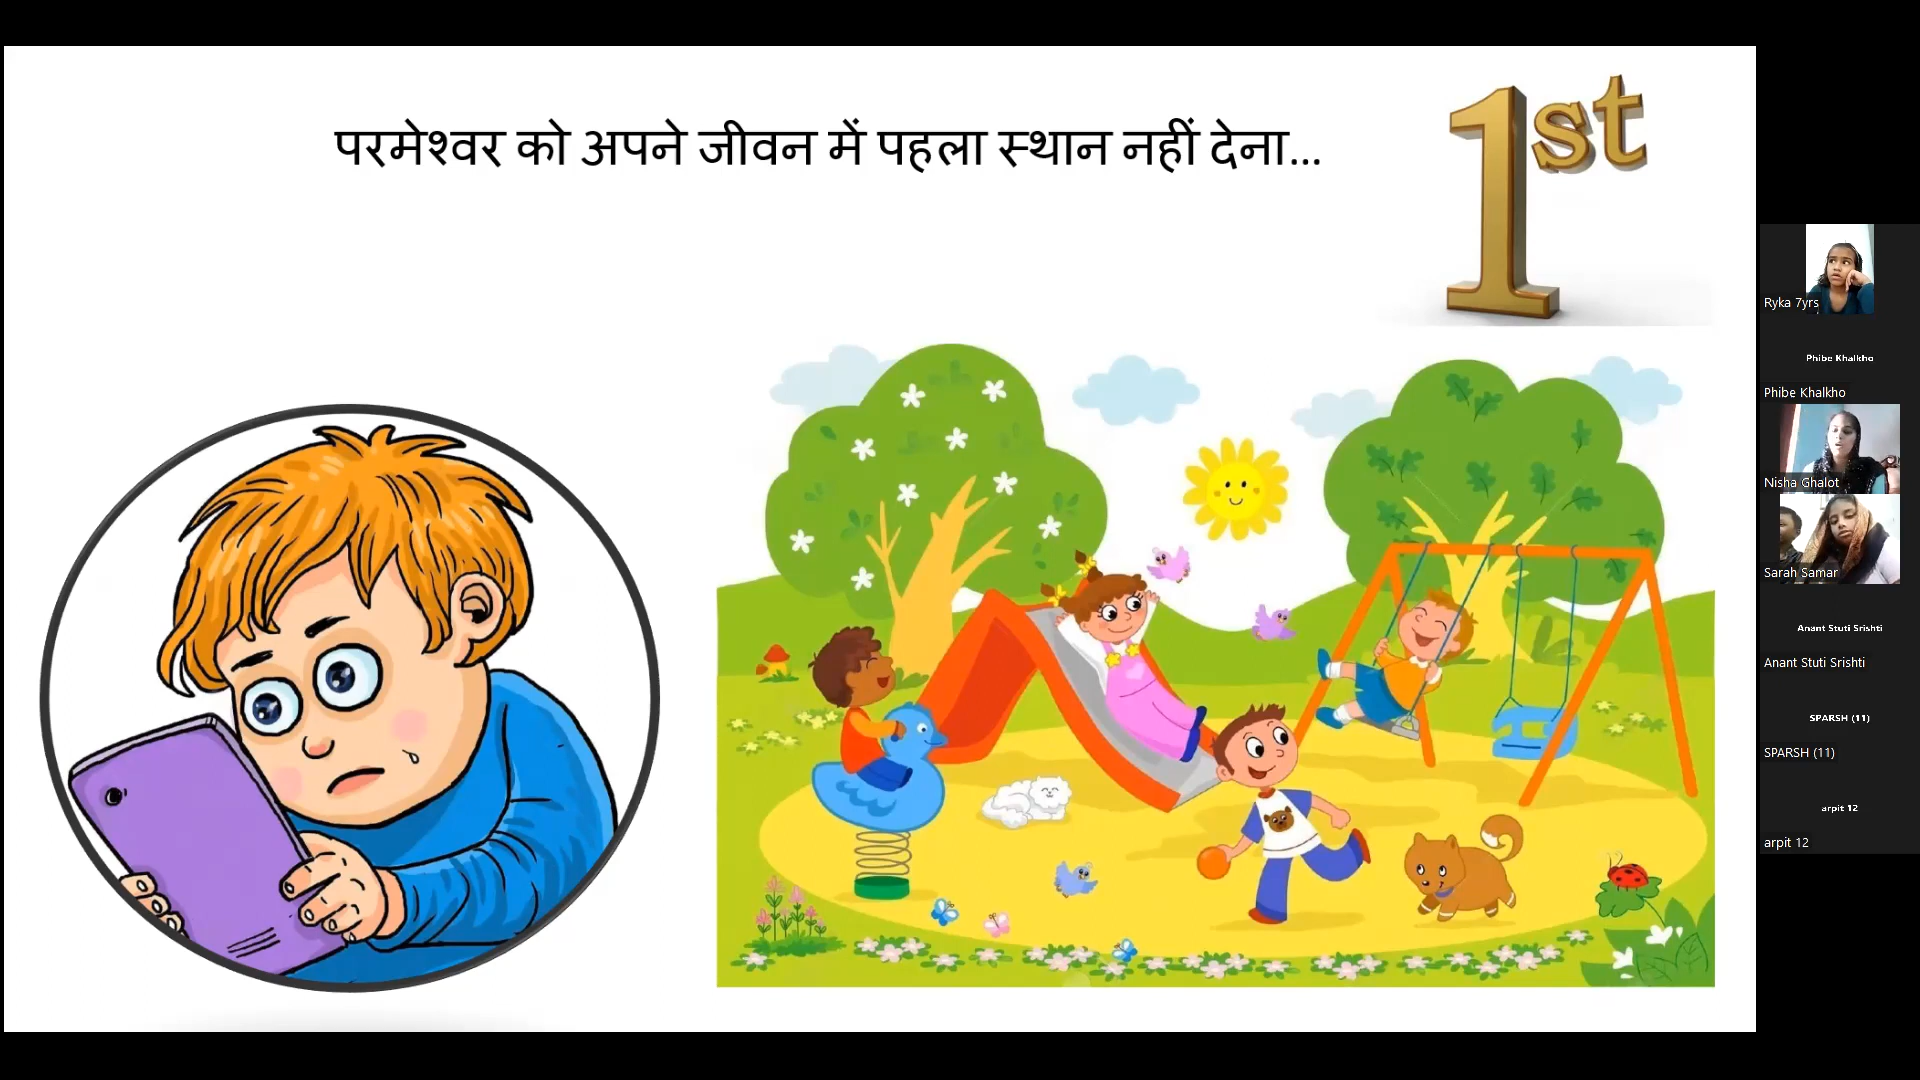 परमेश्वर को अपने जीवन में पहला स्थान नहीं देना...
1st
Ryka 7yrs
Phibe Khalkho
Phibe Khalkho
Nisha Ghalot
Sarah Samar
Anant Stuti Srishti
Anant Stuti Srishti
SPARSH (11)
SPARSH (11)
arpit 12
arpit 12